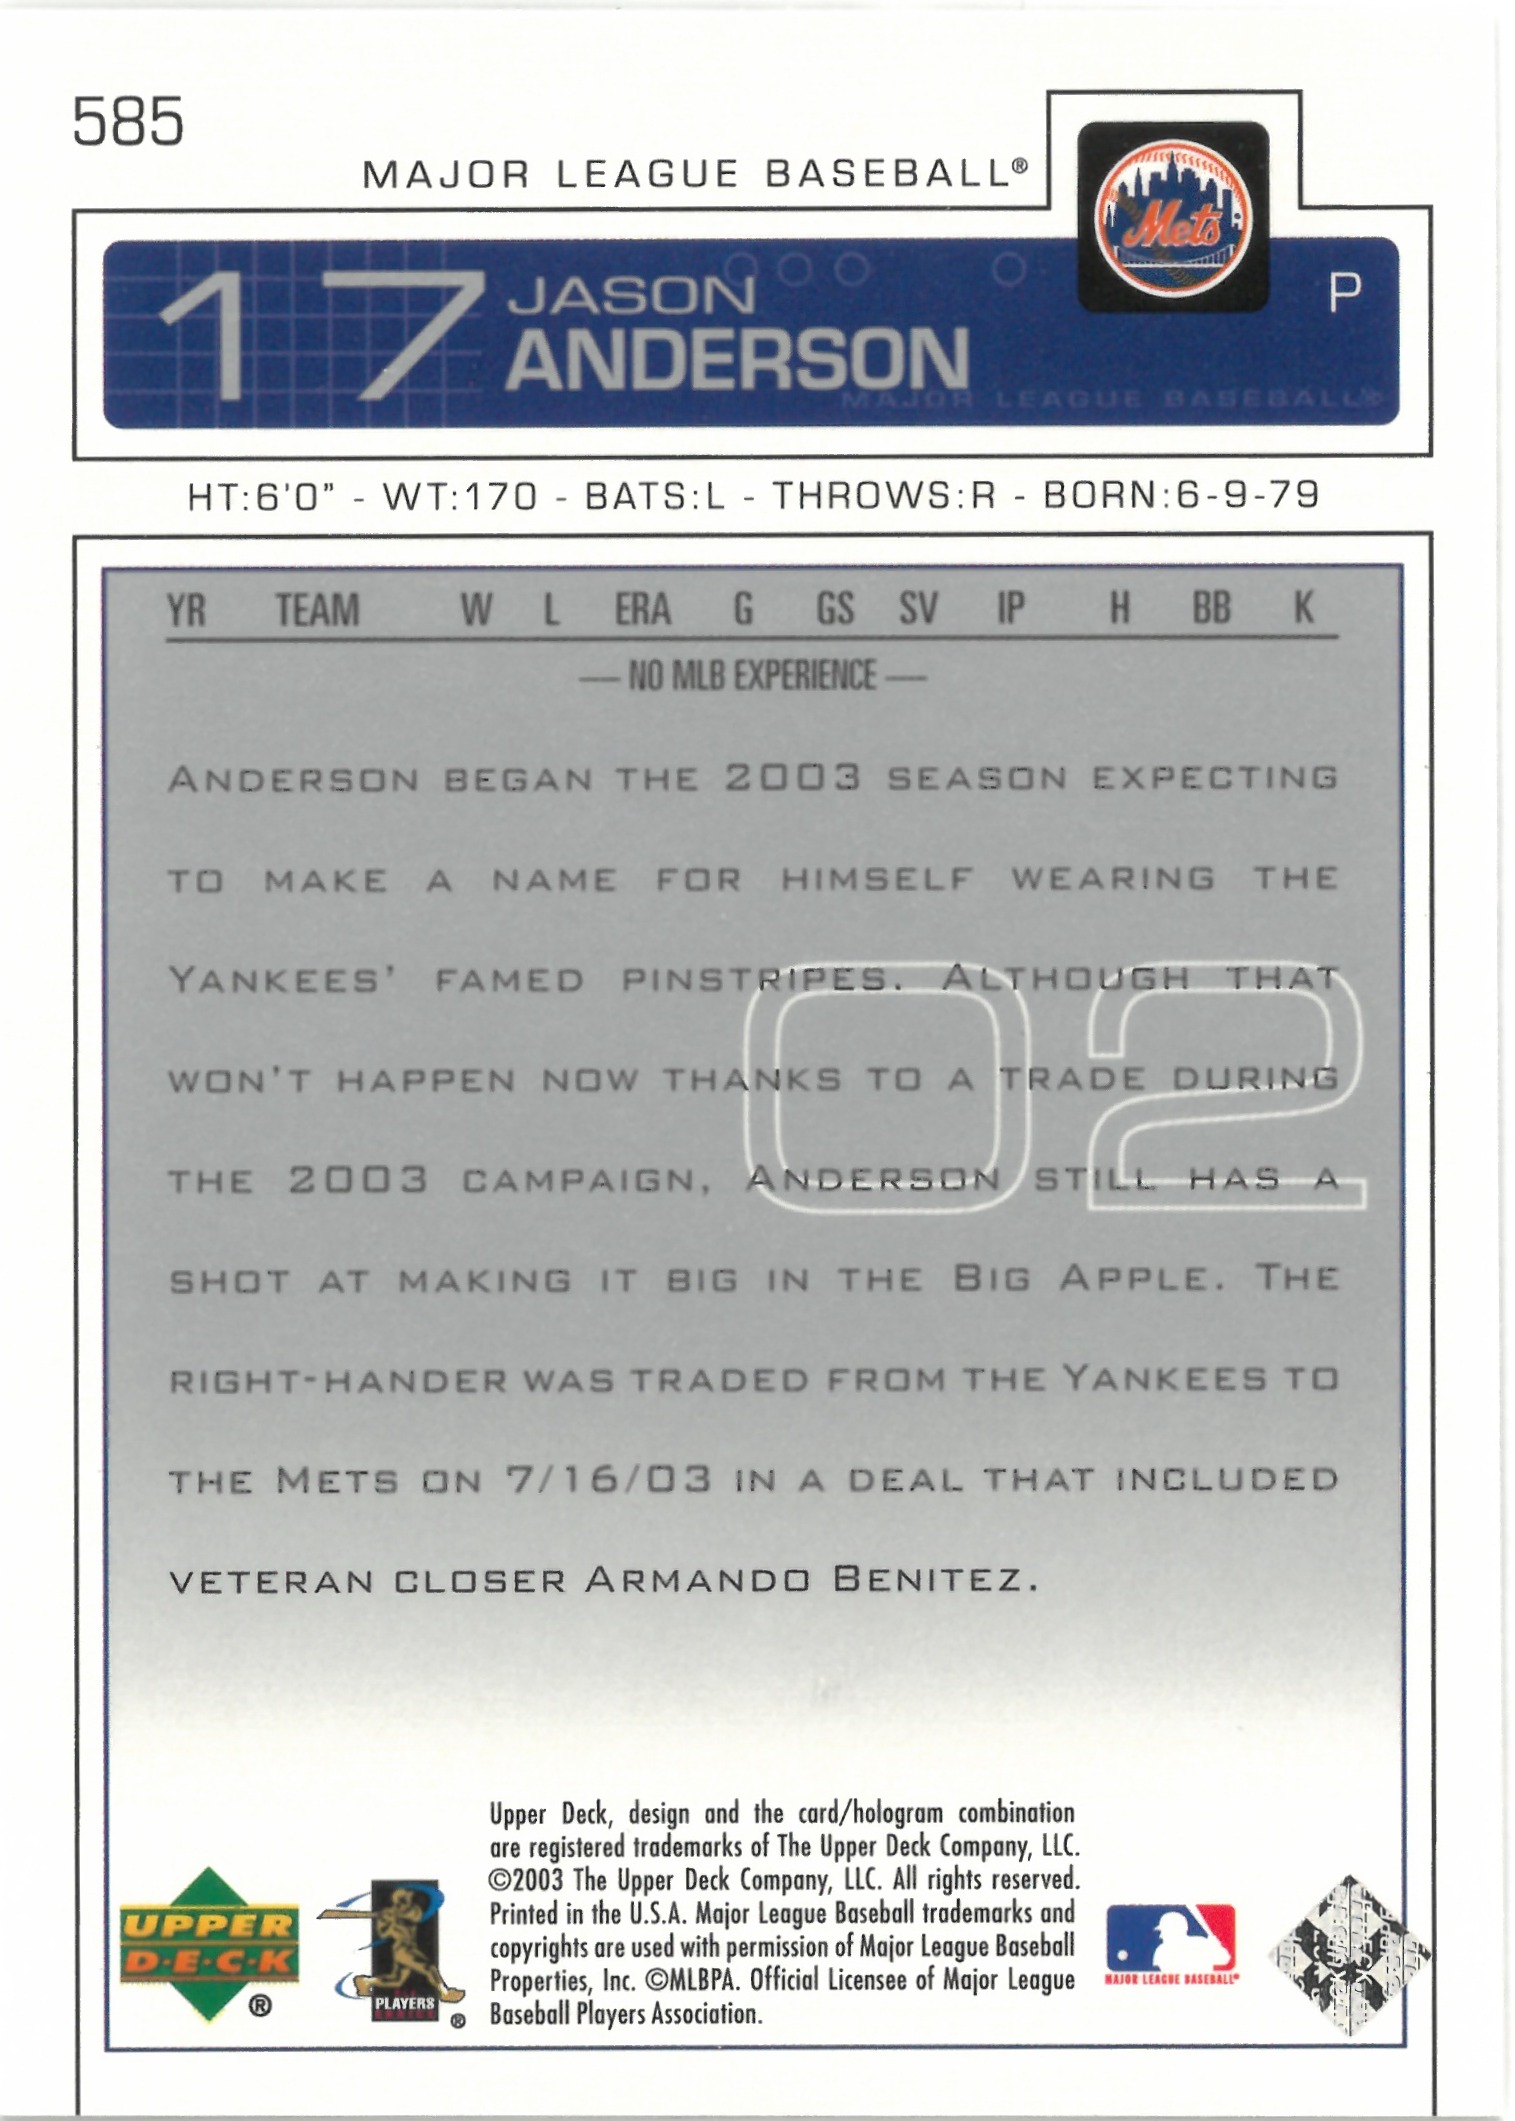 585
MAJOR LEAGUE BASEBALL®
Mets
17 JASON ANDERSON
P
MAJOR LEAGUE BASEBALL®
HT:6'0" - WT:170 - BATS:L - THROWS:R - BORN:6-9-79
YR TEAM W L ERA G GS SV IP H BB K
— NO MLB EXPERIENCE —
ANDERSON BEGAN THE 2003 SEASON EXPECTING
TO MAKE A NAME FOR HIMSELF WEARING THE
YANKEES' FAMED PINSTRIPES. ALTHOUGH THAT
WON'T HAPPEN NOW THANKS TO A TRADE DURING
THE 2003 CAMPAIGN, ANDERSON STILL HAS A
SHOT AT MAKING IT BIG IN THE BIG APPLE. THE
RIGHT-HANDER WAS TRADED FROM THE YANKEES TO
THE METS ON 7/16/03 IN A DEAL THAT INCLUDED
VETERAN CLOSER ARMANDO BENITEZ.
02
Upper Deck, design and the card/hologram combination
are registered trademarks of The Upper Deck Company, LLC.
©2003 The Upper Deck Company, LLC. All rights reserved.
Printed in the U.S.A. Major League Baseball trademarks and
copyrights are used with permission of Major League Baseball
Properties, Inc. ©MLBPA. Official Licensee of Major League
Baseball Players Association.
UPPER
D·E·C·K
®
PLAYERS
®
MAJOR LEAGUE BASEBALL®